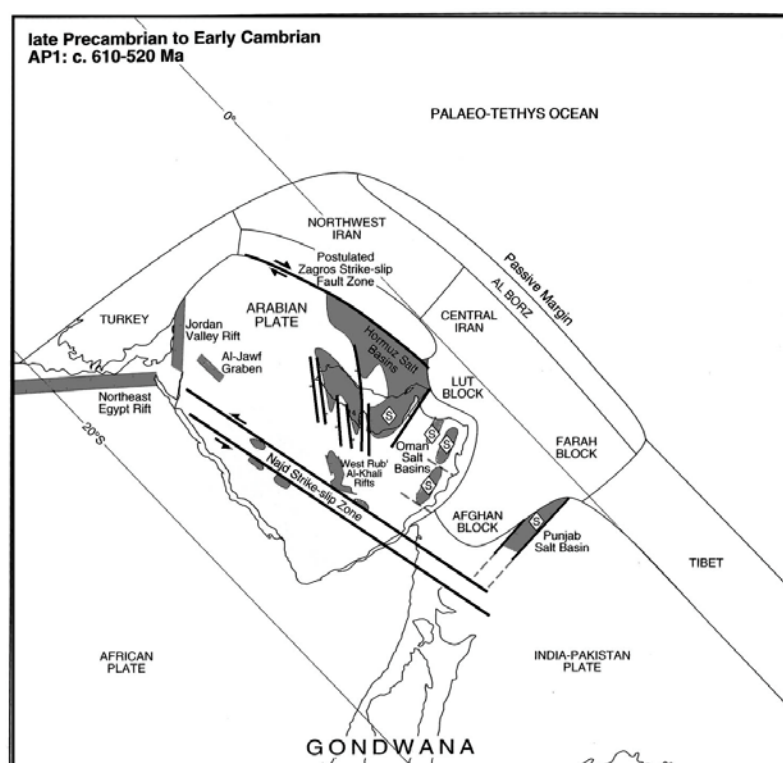 late Precambrian to Early Cambrian
AP1: c. 610-520 Ma
0°
PALAEO-TETHYS OCEAN
NORTHWEST
IRAN
Postulated
Zagros Strike-slip
Fault Zone
Passive Margin
AL BORZ
TURKEY
ARABIAN
PLATE
CENTRAL
IRAN
Jordan
Valley Rift
Hormuz Salt
Basins
Al-Jawf
Graben
LUT
BLOCK
Northeast
Egypt Rift
S
20°S
S
S
Oman
Salt
Basins
FARAH
BLOCK
West Rub'
Al-Khali
Rifts
Najd Strike-slip Zone
S
AFGHAN
BLOCK
S
Punjab
Salt Basin
TIBET
AFRICAN
PLATE
INDIA-PAKISTAN
PLATE
GONDWANA